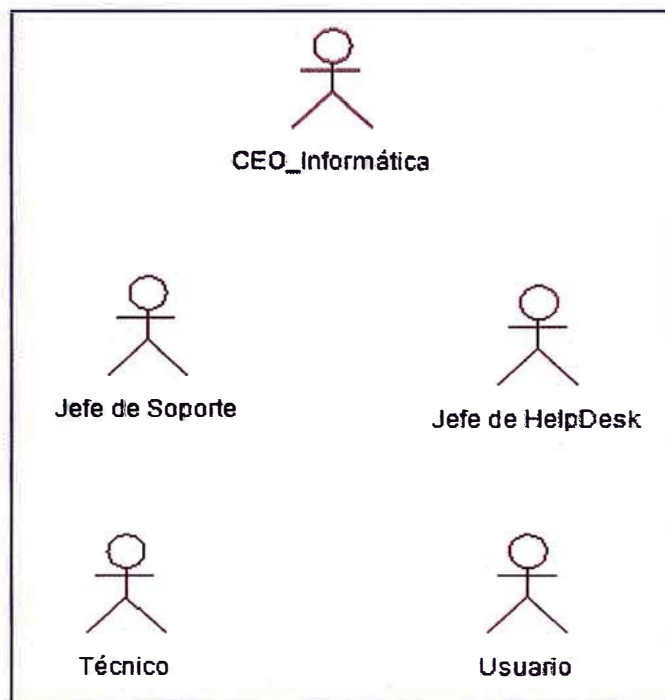 CEO_Informática
Jefe de Soporte
Jefe de HelpDesk
Técnico
Usuario